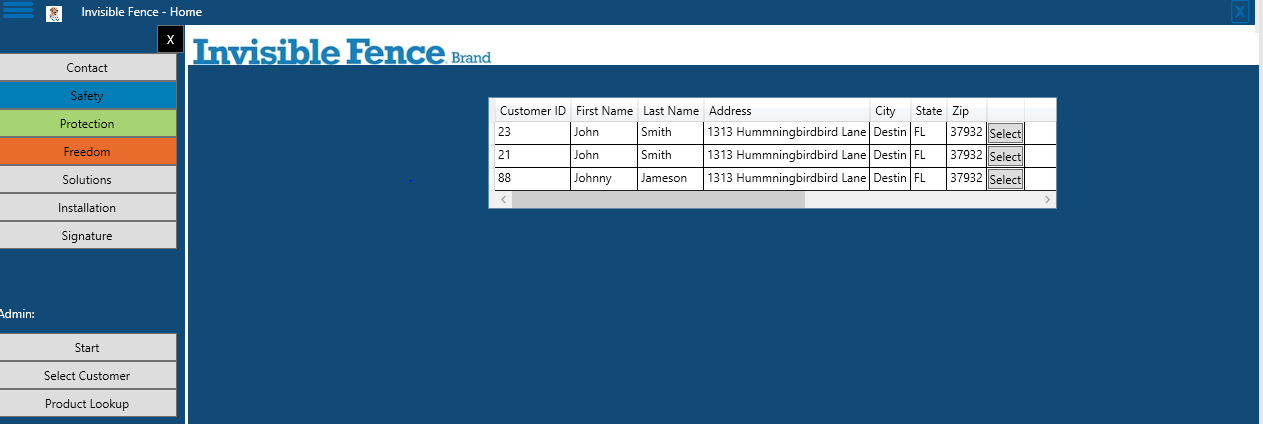 Invisible Fence - Home X
X
Invisible Fence Brand
Contact
Safety
Protection
Freedom
Solutions
Installation
Signature
Admin:
Start
Select Customer
Product Lookup
Customer ID First Name Last Name Address City State Zip
23 John Smith 1313 Hummningbirdbird Lane Destin FL 37932 Select
21 John Smith 1313 Hummningbirdbird Lane Destin FL 37932 Select
88 Johnny Jameson 1313 Hummningbirdbird Lane Destin FL 37932 Select